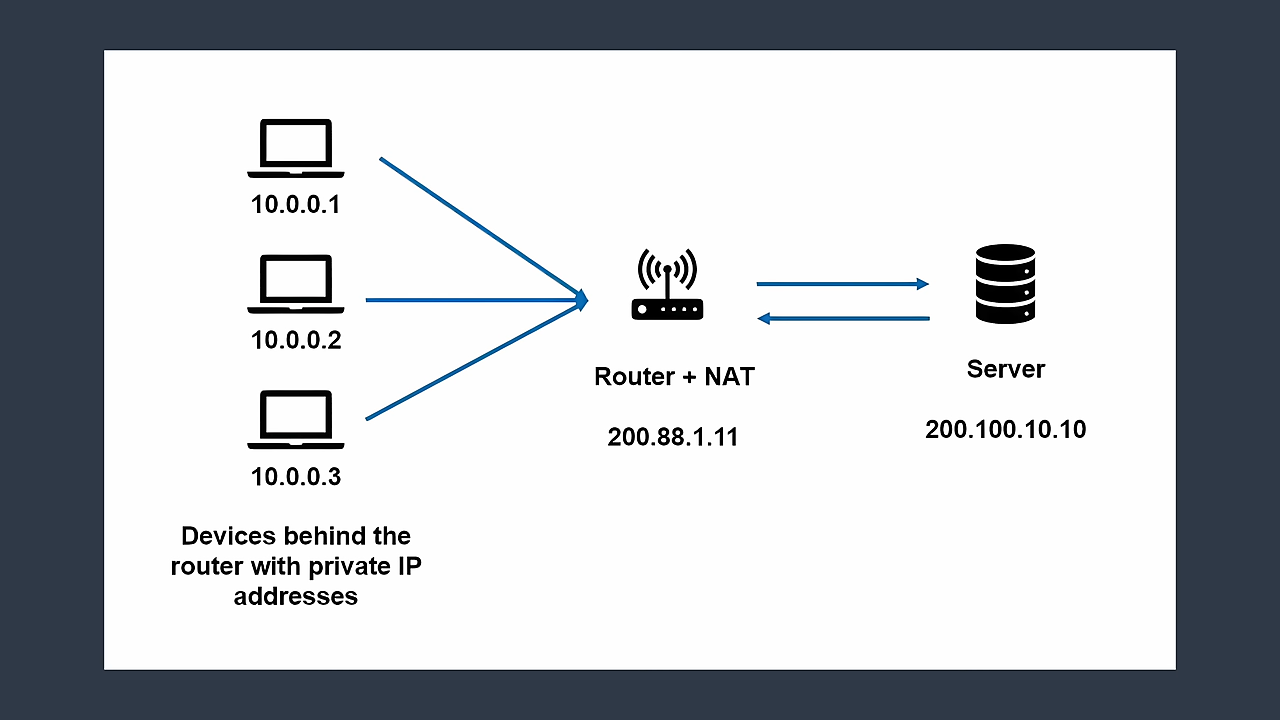 10.0.0.1
10.0.0.2
10.0.0.3
Devices behind the
router with private IP
addresses
Router + NAT
200.88.1.11
Server
200.100.10.10